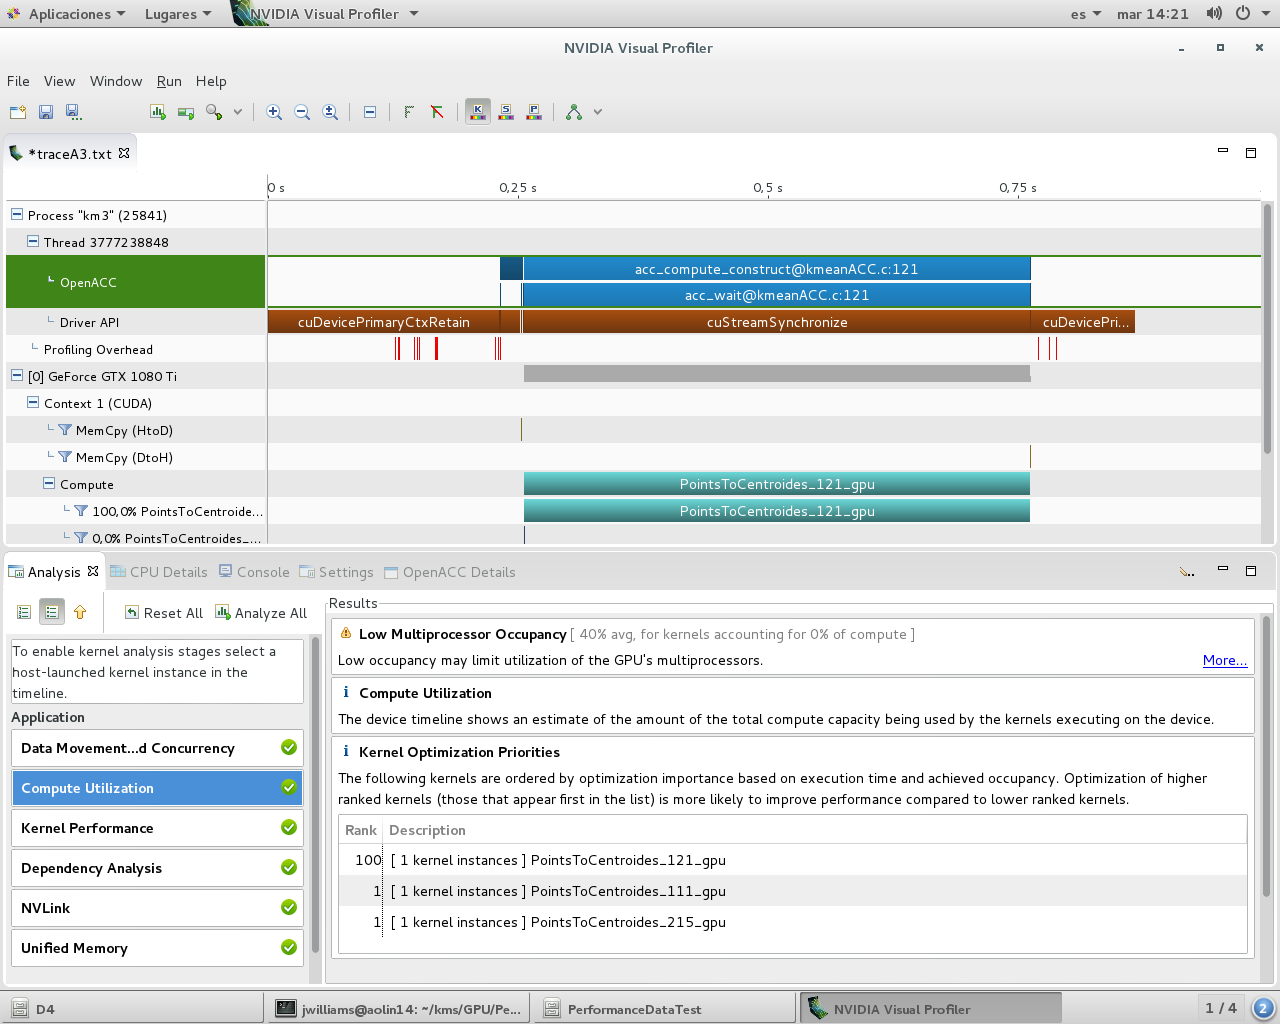 Aplicaciones Lugares NVIDIA Visual Profiler es mar 14:21
NVIDIA Visual Profiler
File View Window Run Help
K S P
*traceA3.txt
0 s 0,25 s 0,5 s 0,75 s
Process "km3" (25841)
Thread 3777238848
OpenACC
acc_compute_construct@kmeanACC.c:121
acc_wait@kmeanACC.c:121
Driver API cuDevicePrimaryCtxRetain cuStreamSynchronize cuDevicePri...
Profiling Overhead
[0] GeForce GTX 1080 Ti
Context 1 (CUDA)
MemCpy (HtoD)
MemCpy (DtoH)
Compute PointsToCentroides_121_gpu
100,0% PointsToCentroide... PointsToCentroides_121_gpu
0,0% PointsToCentroides_...
Analysis CPU Details Console Settings OpenACC Details
Reset All Analyze All
To enable kernel analysis stages select a
host-launched kernel instance in the
timeline.
Application
Data Movement...d Concurrency
Compute Utilization
Kernel Performance
Dependency Analysis
NVLink
Unified Memory
Results
Low Multiprocessor Occupancy [ 40% avg, for kernels accounting for 0% of compute ]
Low occupancy may limit utilization of the GPU's multiprocessors. More...
Compute Utilization
The device timeline shows an estimate of the amount of the total compute capacity being used by the kernels executing on the device.
Kernel Optimization Priorities
The following kernels are ordered by optimization importance based on execution time and achieved occupancy. Optimization of higher
ranked kernels (those that appear first in the list) is more likely to improve performance compared to lower ranked kernels.
Rank Description
100 [ 1 kernel instances ] PointsToCentroides_121_gpu
1 [ 1 kernel instances ] PointsToCentroides_111_gpu
1 [ 1 kernel instances ] PointsToCentroides_215_gpu
D4 jwilliams@aolin14: ~/kms/GPU/Pe... PerformanceDataTest NVIDIA Visual Profiler 1 / 4 2